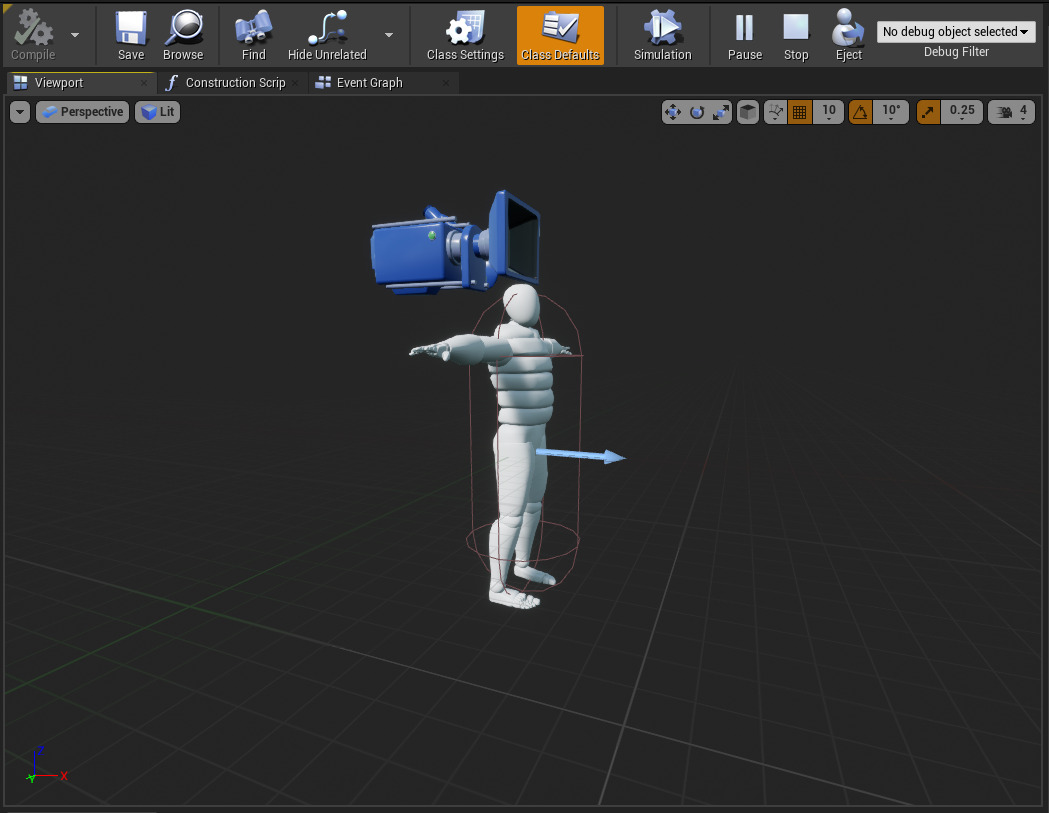 Compile
Save
Browse
Find
Hide Unrelated
Class Settings
Class Defaults
Simulation
Pause
Stop
Eject
No debug object selected
Debug Filter
Viewport
Construction Scrip
Event Graph
Perspective
Lit
10
10°
0.25
4
Z
Y
X